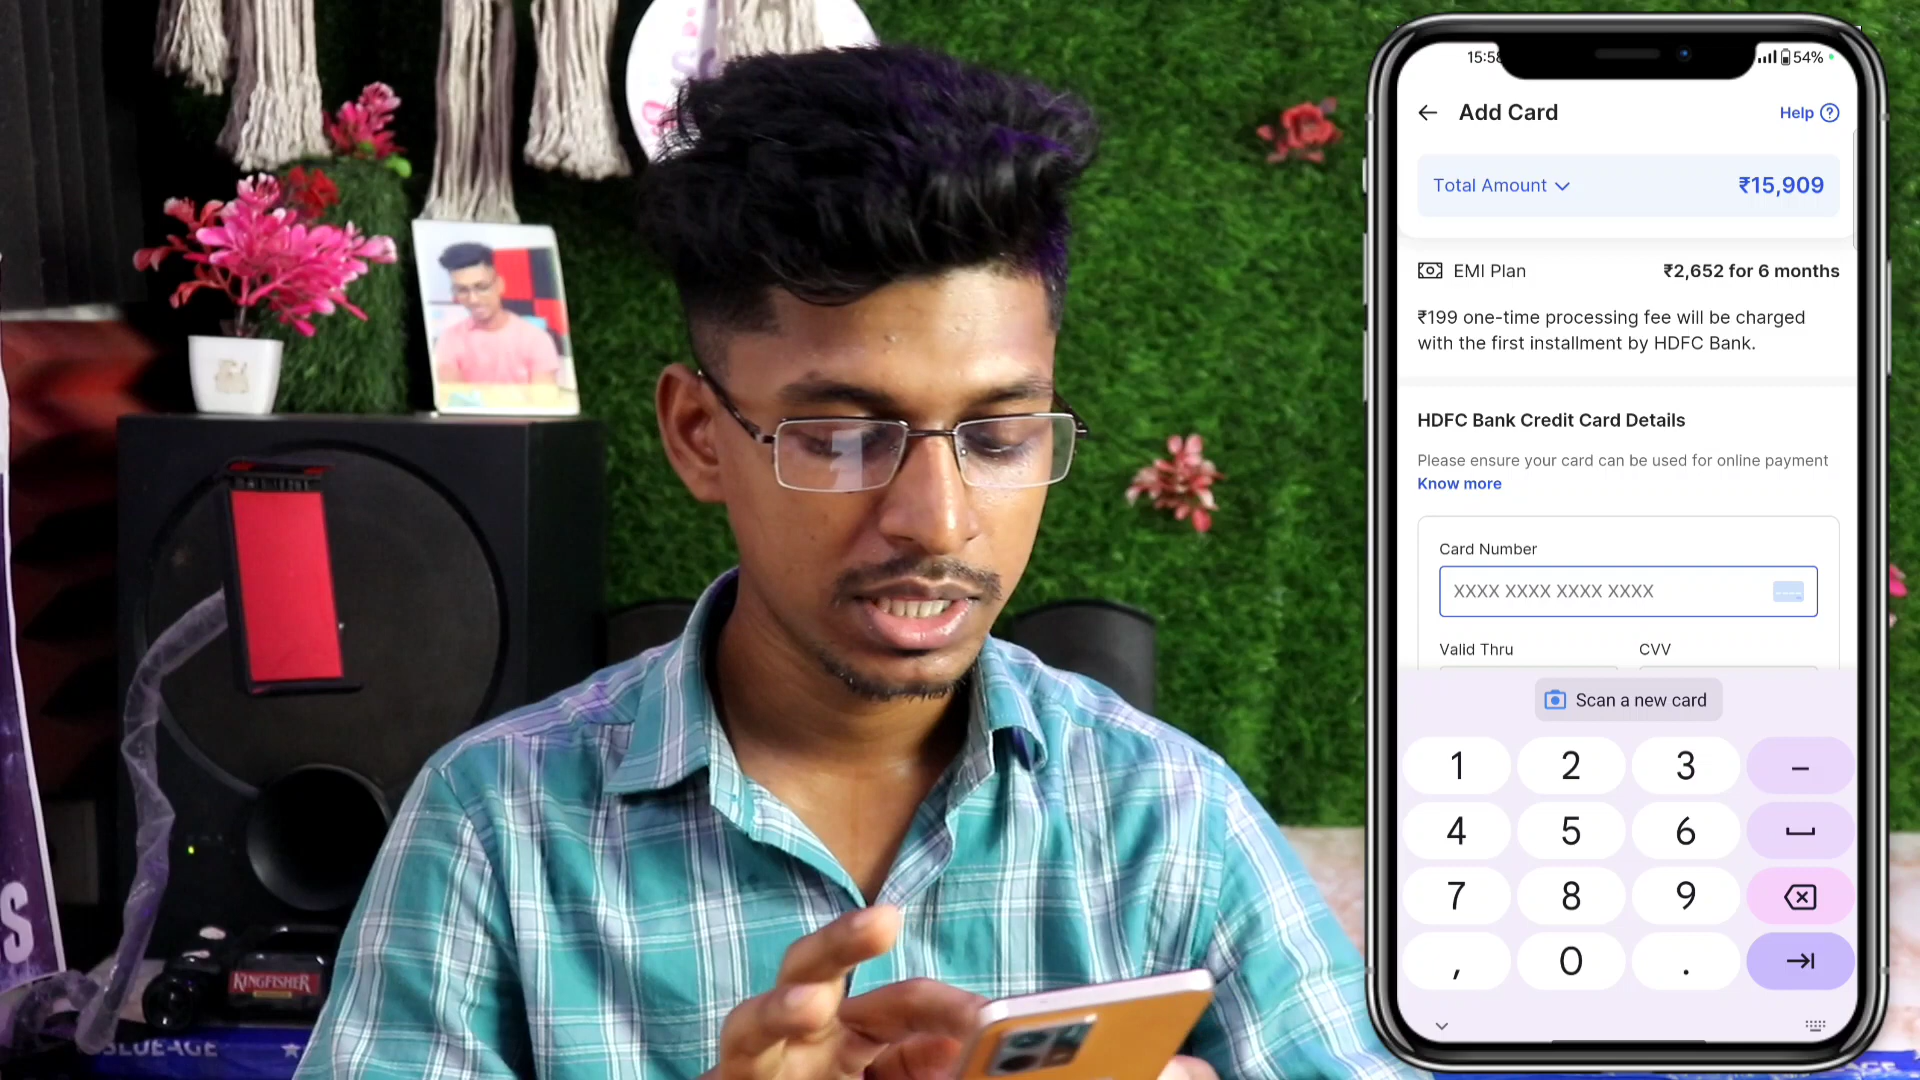 15:58
54%
Add Card
Help
Total Amount
₹15,909
EMI Plan
₹2,652 for 6 months
₹199 one-time processing fee will be charged
with the first installment by HDFC Bank.
HDFC Bank Credit Card Details
Please ensure your card can be used for online payment
Know more
Card Number
XXXX XXXX XXXX XXXX
Valid Thru
CVV
Scan a new card
1 2 3 –
4 5 6
7 8 9
, 0 .
KINGFISHER
S